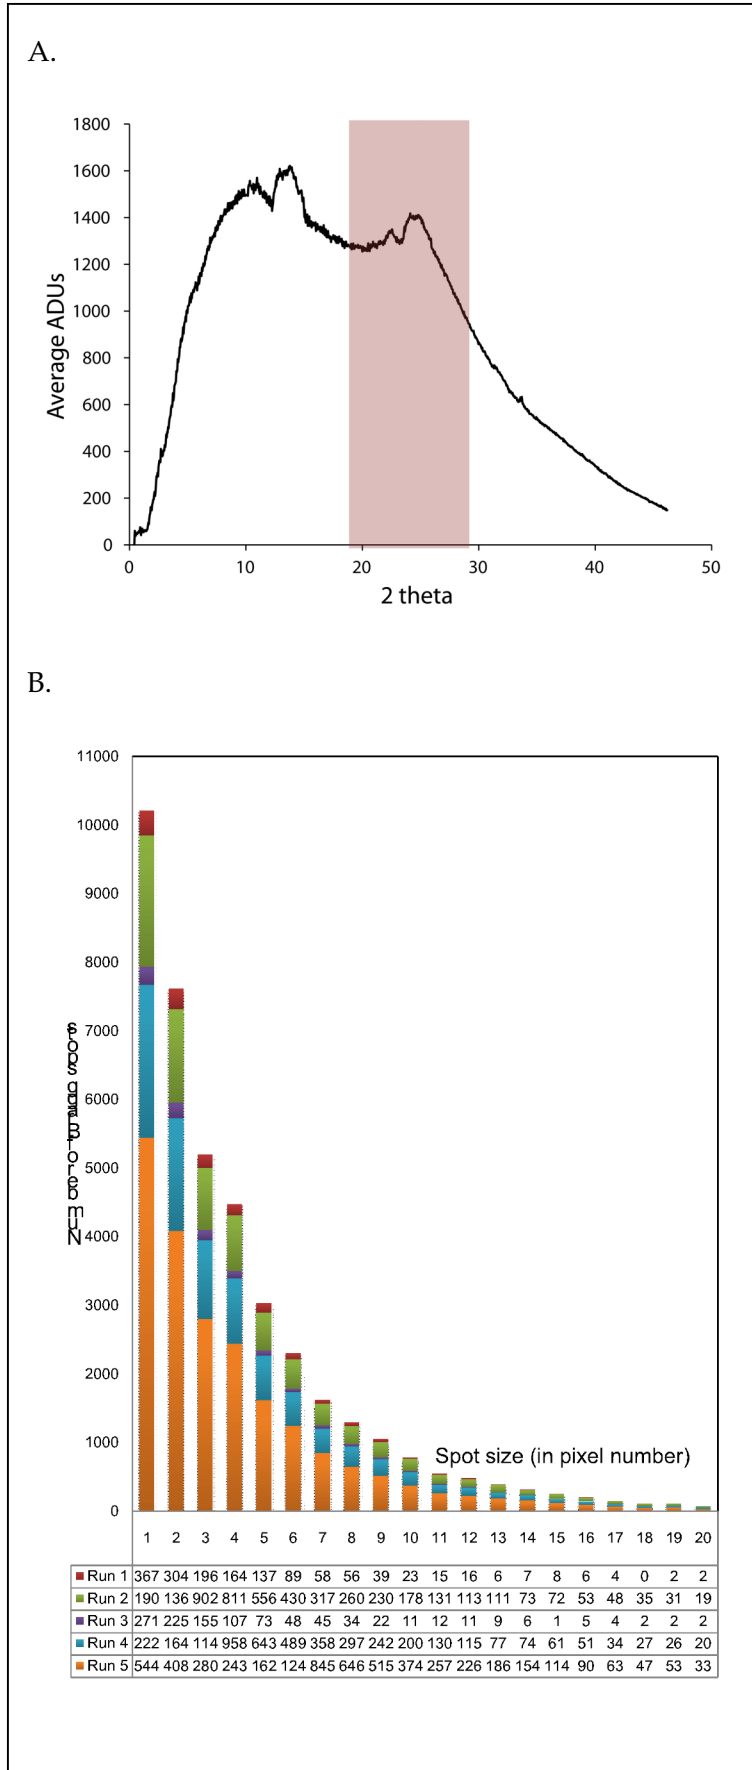 A.
1800
1600
1400
1200
1000
800
600
400
200
0
Average ADUs
0 10 20 30 40 50
2 theta
B.
11000
10000
9000
8000
7000
6000
5000
4000
3000
2000
1000
0
Number of Bragg spots
Spot size (in pixel number)
1 2 3 4 5 6 7 8 9 10 11 12 13 14 15 16 17 18 19 20
Run 1 367 304 196 164 137 89 58 56 39 23 15 16 6 7 8 6 4 0 2 2
Run 2 190 136 902 811 556 430 317 260 230 178 131 113 111 73 72 53 48 35 31 19
Run 3 271 225 155 107 73 48 45 34 22 11 12 11 9 6 1 5 4 2 2 2
Run 4 222 164 114 958 643 489 358 297 242 200 130 115 77 74 61 51 34 27 26 20
Run 5 544 408 280 243 162 124 845 646 515 374 257 226 186 154 114 90 63 47 53 33